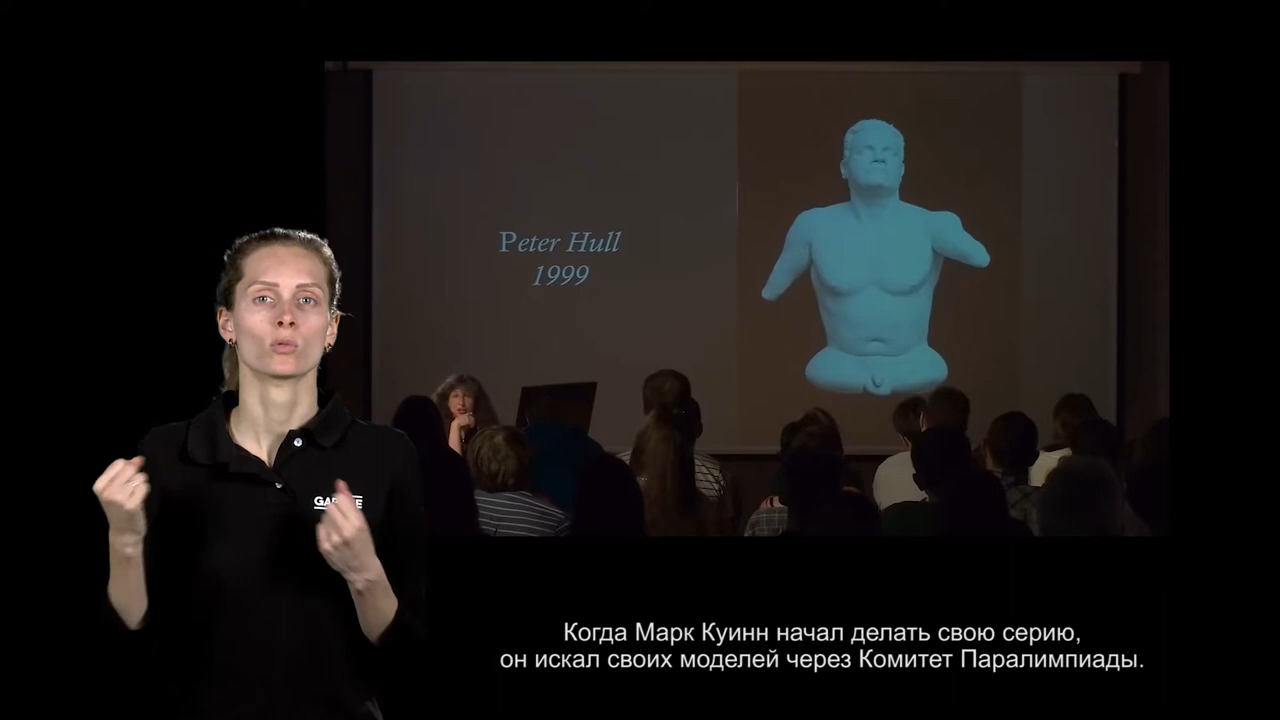 Peter Hull
1999
Когда Марк Куинн начал делать свою серию,
он искал своих моделей через Комитет Паралимпиады.